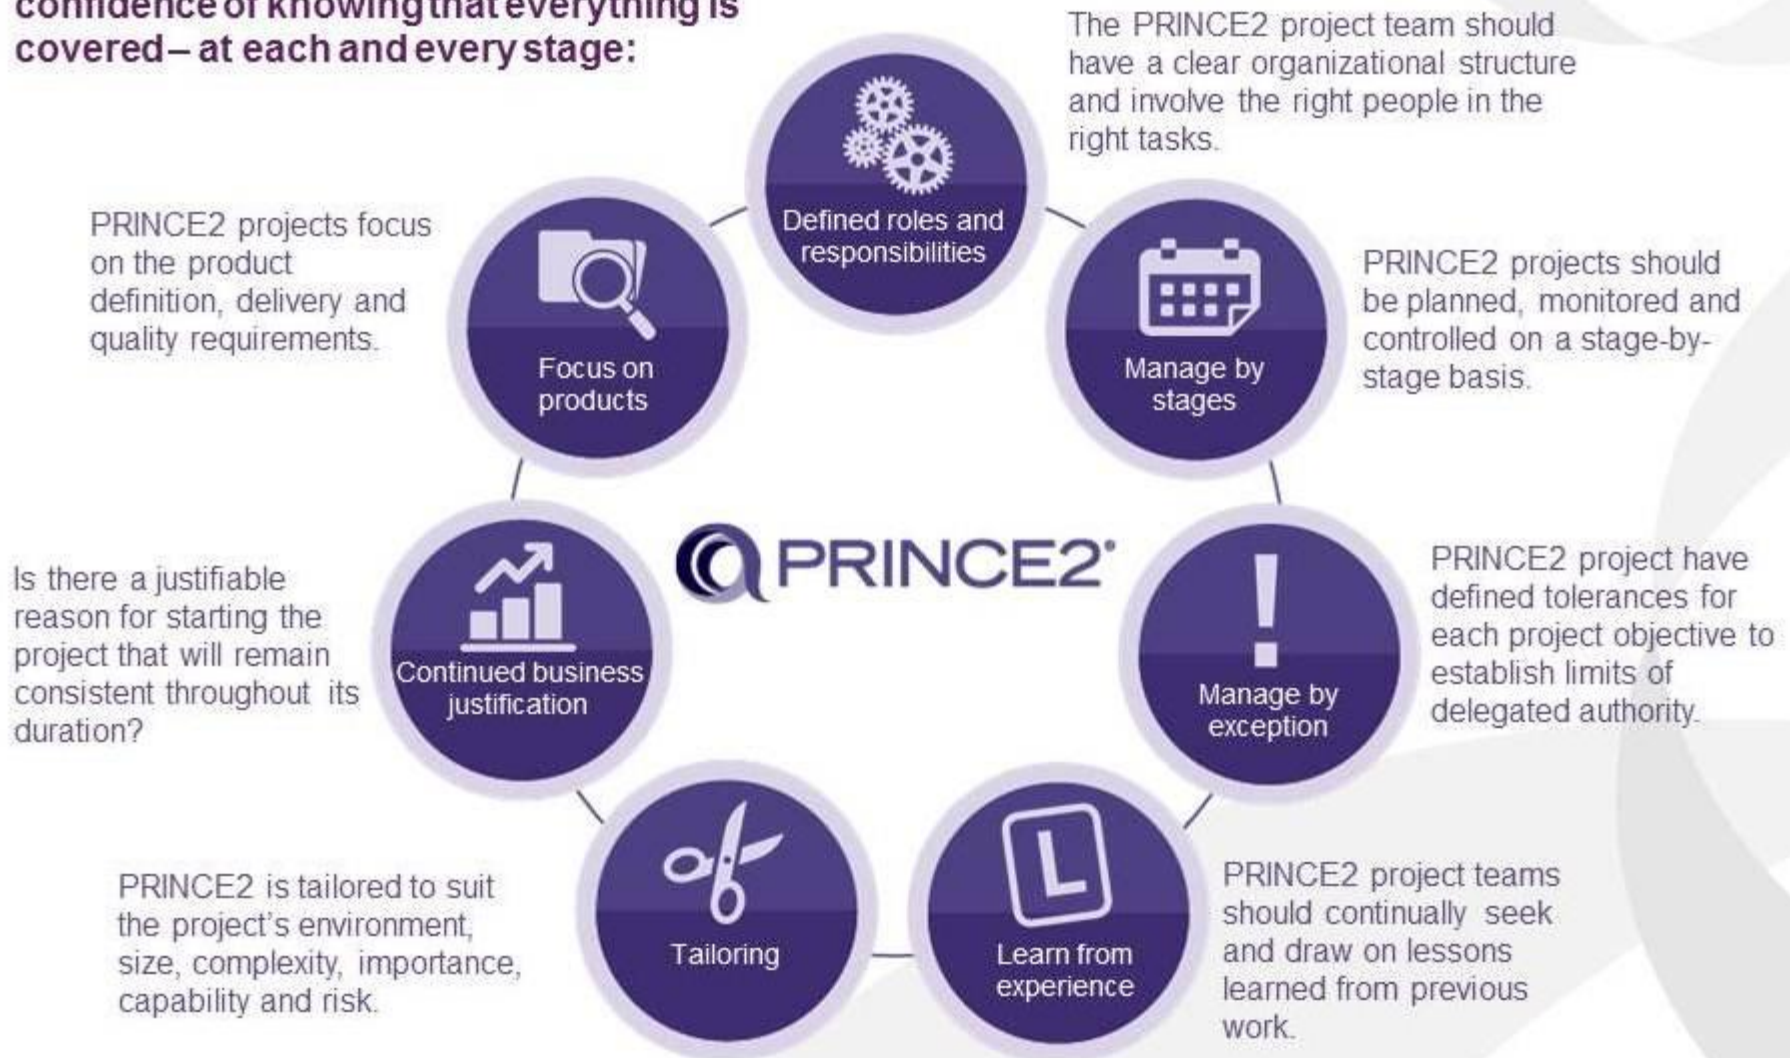 confidence of knowing that everything is
covered – at each and every stage:
The PRINCE2 project team should
have a clear organizational structure
and involve the right people in the
right tasks.
Defined roles and
responsibilities
PRINCE2 projects focus
on the product
definition, delivery and
quality requirements.
Focus on
products
Manage by
stages
PRINCE2 projects should
be planned, monitored and
controlled on a stage-by-
stage basis.
PRINCE2®
Is there a justifiable
reason for starting the
project that will remain
consistent throughout its
duration?
Continued business
justification
!
Manage by
exception
PRINCE2 project have
defined tolerances for
each project objective to
establish limits of
delegated authority.
PRINCE2 is tailored to suit
the project's environment,
size, complexity, importance,
capability and risk.
Tailoring
L
Learn from
experience
PRINCE2 project teams
should continually seek
and draw on lessons
learned from previous
work.